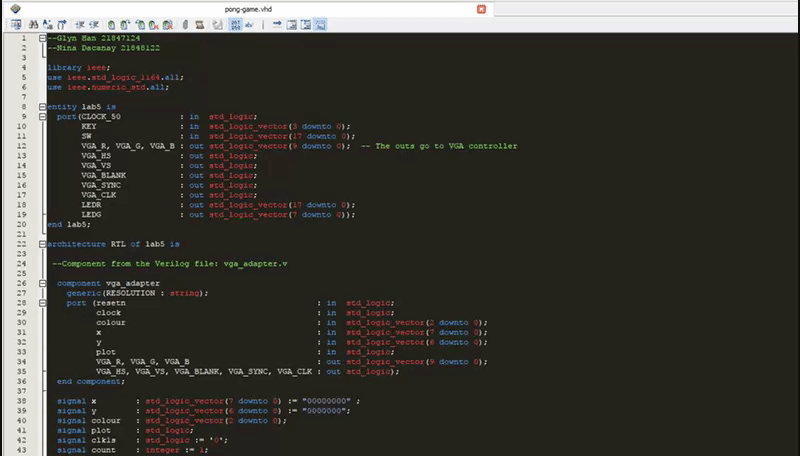 pong-game.vhd
1 --Glyn Han 21847124
2 --Nina Dacanay 21848122
3
4 library ieee;
5 use ieee.std_logic_1164.all;
6 use ieee.numeric_std.all;
7
8 entity lab5 is
9 port(CLOCK_50 : in std_logic;
10 KEY : in std_logic_vector(3 downto 0);
11 SW : in std_logic_vector(17 downto 0);
12 VGA_R, VGA_G, VGA_B : out std_logic_vector(9 downto 0); -- The outs go to VGA controller
13 VGA_HS : out std_logic;
14 VGA_VS : out std_logic;
15 VGA_BLANK : out std_logic;
16 VGA_SYNC : out std_logic;
17 VGA_CLK : out std_logic;
18 LEDR : out std_logic_vector(17 downto 0);
19 LEDG : out std_logic_vector(7 downto 0));
20 end lab5;
21
22 architecture RTL of lab5 is
23
24 --Component from the Verilog file: vga_adapter.v
25
26 component vga_adapter
27 generic(RESOLUTION : string);
28 port (resetn : in std_logic;
29 clock : in std_logic;
30 colour : in std_logic_vector(2 downto 0);
31 x : in std_logic_vector(7 downto 0);
32 y : in std_logic_vector(6 downto 0);
33 plot : in std_logic;
34 VGA_R, VGA_G, VGA_B : out std_logic_vector(9 downto 0);
35 VGA_HS, VGA_VS, VGA_BLANK, VGA_SYNC, VGA_CLK : out std_logic);
36 end component;
37
38 signal x : std_logic_vector(7 downto 0) := "00000000" ;
39 signal y : std_logic_vector(6 downto 0) := "0000000";
40 signal colour : std_logic_vector(2 downto 0);
41 signal plot : std_logic;
42 signal clkls : std_logic := '0';
43 signal count : integer := 1;